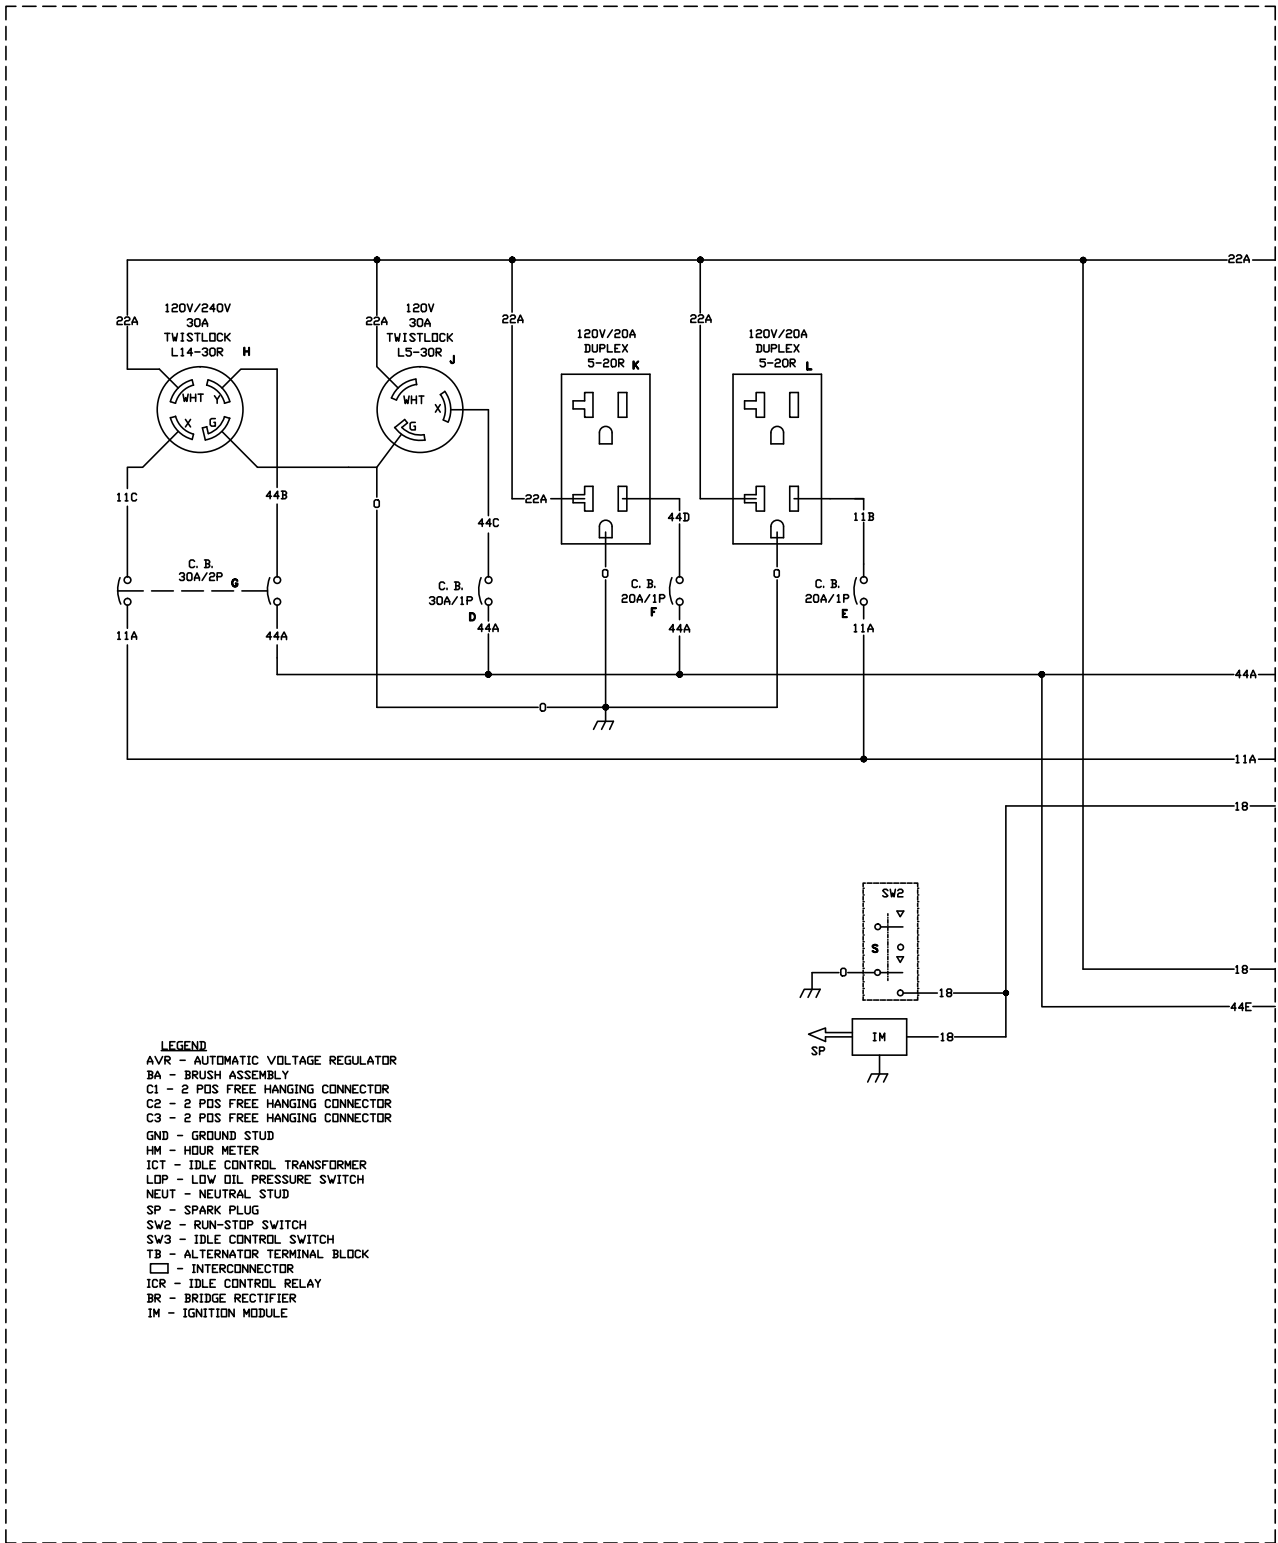 22A
22A
120V/240V
30A
TWISTLOCK
L14-30R H
22A
120V
30A
TWISTLOCK
L5-30R J
22A
120V/20A
DUPLEX
5-20R K
22A
120V/20A
DUPLEX
5-20R L
WHT Y
X G
WHT X
G
11C
44B
0
44C
22A
44D
11B
C. B.
30A/2P G
C. B.
30A/1P
D
0
C. B.
20A/1P
F
0
C. B.
20A/1P
E
11A
44A
44A
44A
11A
44A
0
11A
18
SW2
S
0
18
18
44E
IM
18
SP
LEGEND
AVR - AUTOMATIC VOLTAGE REGULATOR
BA - BRUSH ASSEMBLY
C1 - 2 POS FREE HANGING CONNECTOR
C2 - 2 POS FREE HANGING CONNECTOR
C3 - 2 POS FREE HANGING CONNECTOR
GND - GROUND STUD
HM - HOUR METER
ICT - IDLE CONTROL TRANSFORMER
LOP - LOW OIL PRESSURE SWITCH
NEUT - NEUTRAL STUD
SP - SPARK PLUG
SW2 - RUN-STOP SWITCH
SW3 - IDLE CONTROL SWITCH
TB - ALTERNATOR TERMINAL BLOCK
- INTERCONNECTOR
ICR - IDLE CONTROL RELAY
BR - BRIDGE RECTIFIER
IM - IGNITION MODULE